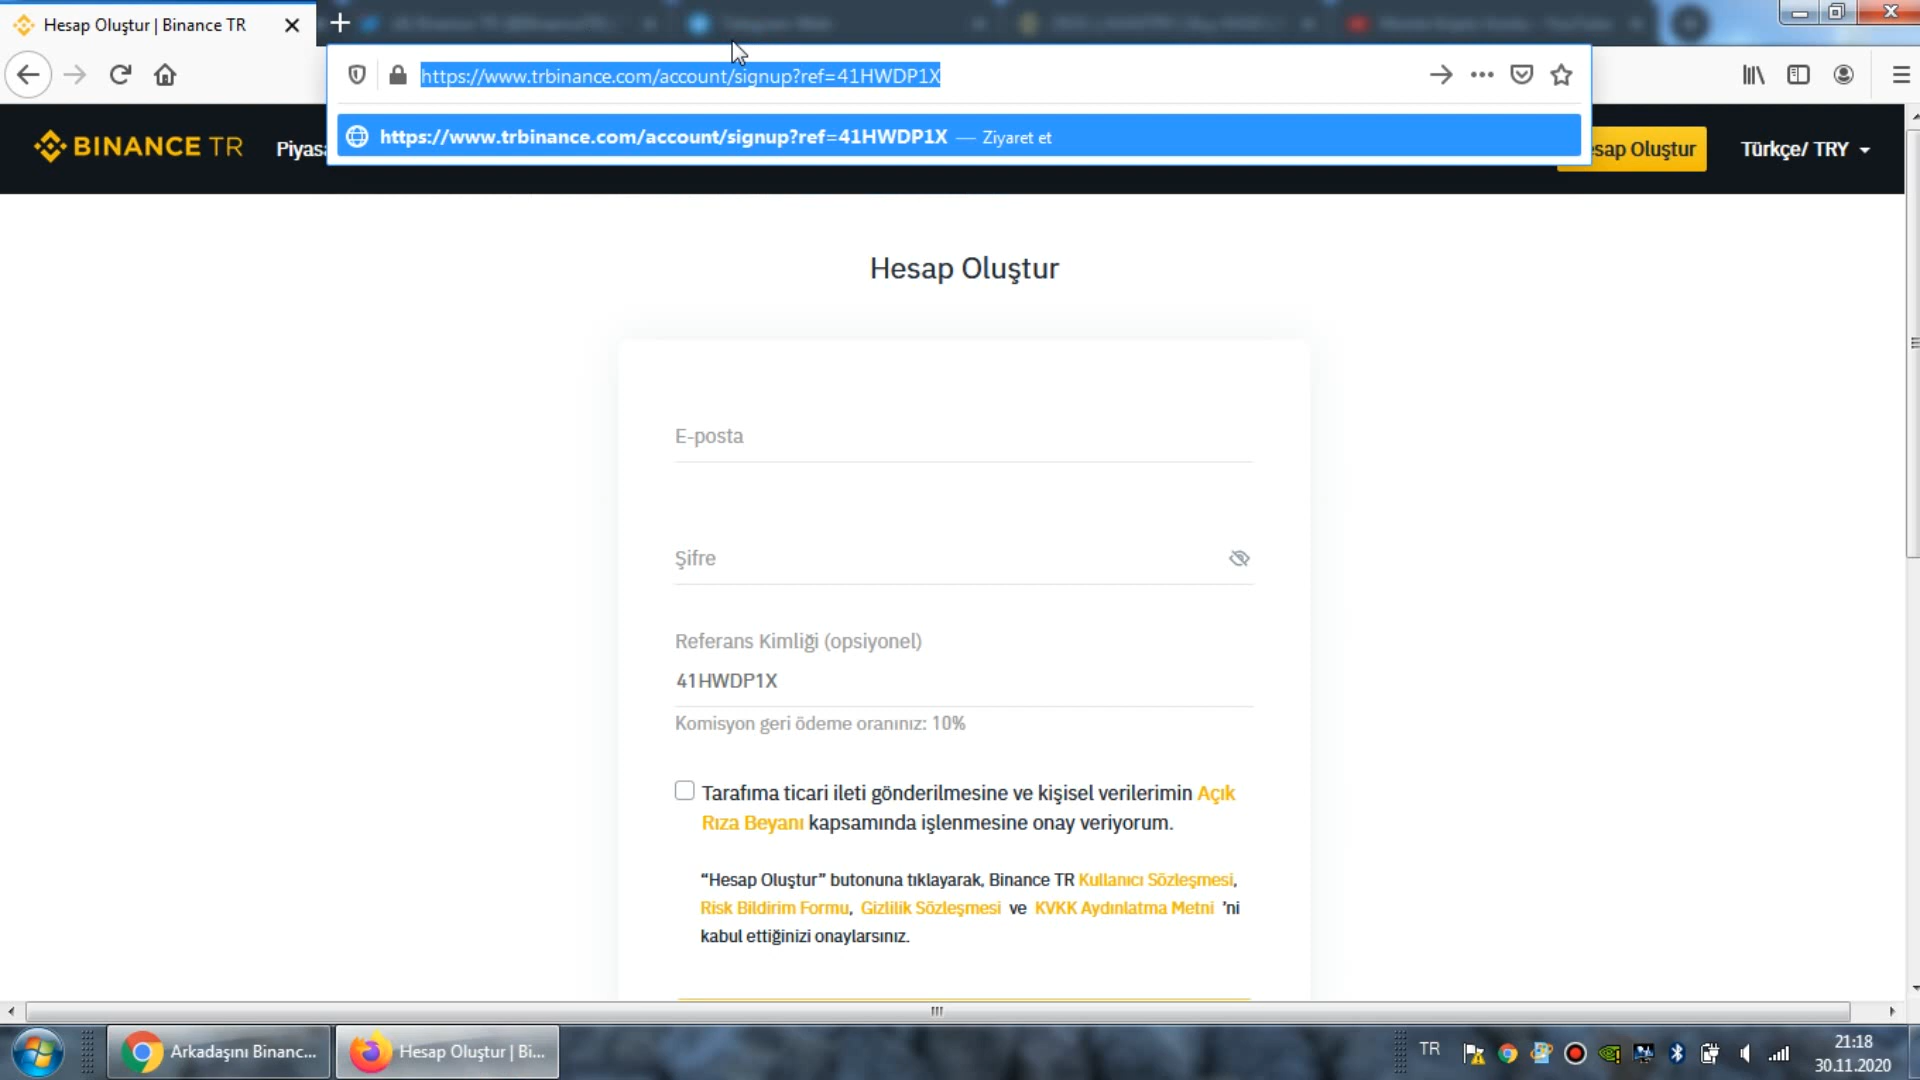 Hesap Oluştur | Binance TR
https://www.trbinance.com/account/signup?ref=41HWDP1X
https://www.trbinance.com/account/signup?ref=41HWDP1X — Ziyaret et
BINANCE TR
Türkçe/ TRY
Hesap Oluştur
E-posta
Şifre
Referans Kimliği (opsiyonel)
41HWDP1X
Komisyon geri ödeme oranınız: 10%
Tarafıma ticari ileti gönderilmesine ve kişisel verilerimin Açık
Rıza Beyanı kapsamında işlenmesine onay veriyorum.
“Hesap Oluştur” butonuna tıklayarak, Binance TR Kullanıcı Sözleşmesi,
Risk Bildirim Formu, Gizlilik Sözleşmesi ve KVKK Aydınlatma Metni 'ni
kabul ettiğinizi onaylarsınız.
Arkadaşını Binanc...
Hesap Oluştur | Bi...
TR
21:18
30.11.2020